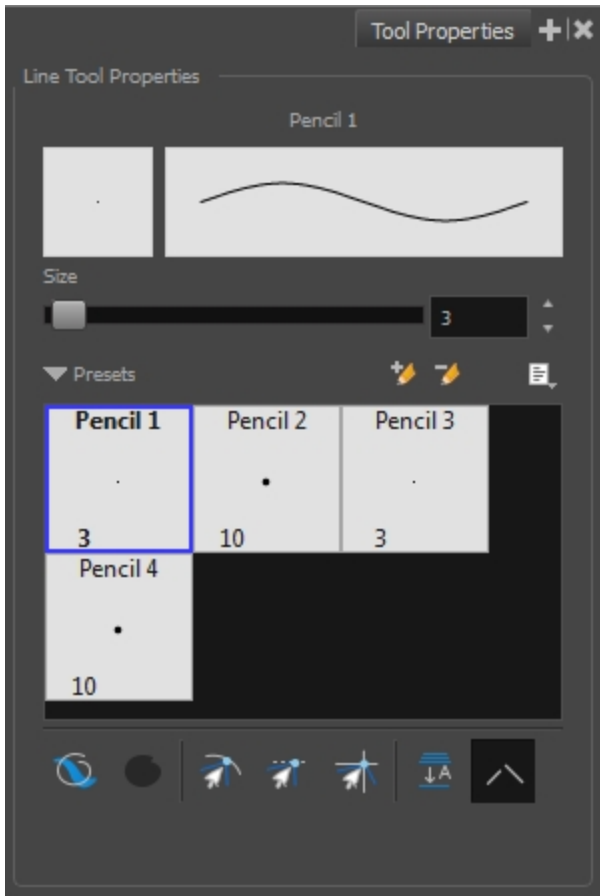 Tool Properties
Line Tool Properties
Pencil 1
Size
3
Presets
Pencil 1 Pencil 2 Pencil 3
3 10 3
Pencil 4
10
A